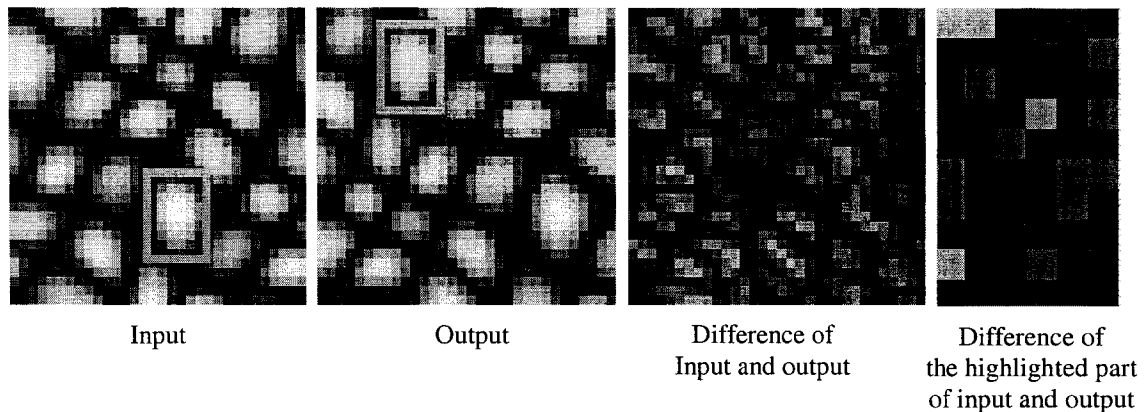 Input
Output
Difference of
Input and output
Difference of
the highlighted part
of input and output